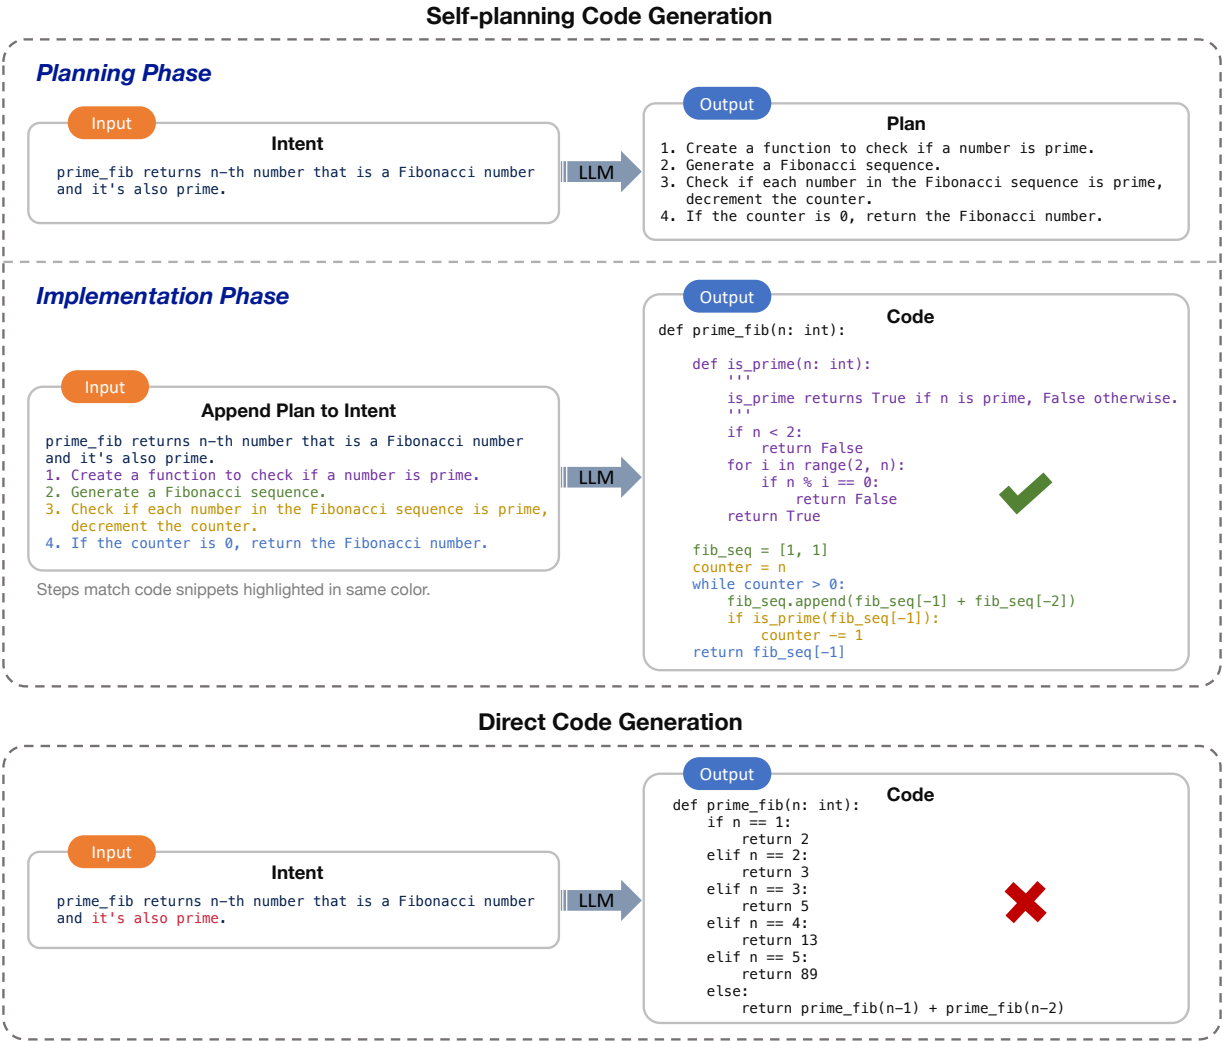 Self-planning Code Generation
Planning Phase
Input
Intent
prime_fib returns n-th number that is a Fibonacci number
and it's also prime.
LLM
Output
Plan
1. Create a function to check if a number is prime.
2. Generate a Fibonacci sequence.
3. Check if each number in the Fibonacci sequence is prime,
decrement the counter.
4. If the counter is 0, return the Fibonacci number.
Implementation Phase
Input
Append Plan to Intent
prime_fib returns n-th number that is a Fibonacci number
and it's also prime.
1. Create a function to check if a number is prime.
2. Generate a Fibonacci sequence.
3. Check if each number in the Fibonacci sequence is prime,
decrement the counter.
4. If the counter is 0, return the Fibonacci number.
Steps match code snippets highlighted in same color.
LLM
Output
Code
def prime_fib(n: int):
def is_prime(n: int):
'''
is_prime returns True if n is prime, False otherwise.
'''
if n < 2:
return False
for i in range(2, n):
if n % i == 0:
return False
return True
fib_seq = [1, 1]
counter = n
while counter > 0:
fib_seq.append(fib_seq[-1] + fib_seq[-2])
if is_prime(fib_seq[-1]):
counter -= 1
return fib_seq[-1]
Direct Code Generation
Input
Intent
prime_fib returns n-th number that is a Fibonacci number
and it's also prime.
LLM
Output
Code
def prime_fib(n: int):
if n == 1:
return 2
elif n == 2:
return 3
elif n == 3:
return 5
elif n == 4:
return 13
elif n == 5:
return 89
else:
return prime_fib(n-1) + prime_fib(n-2)